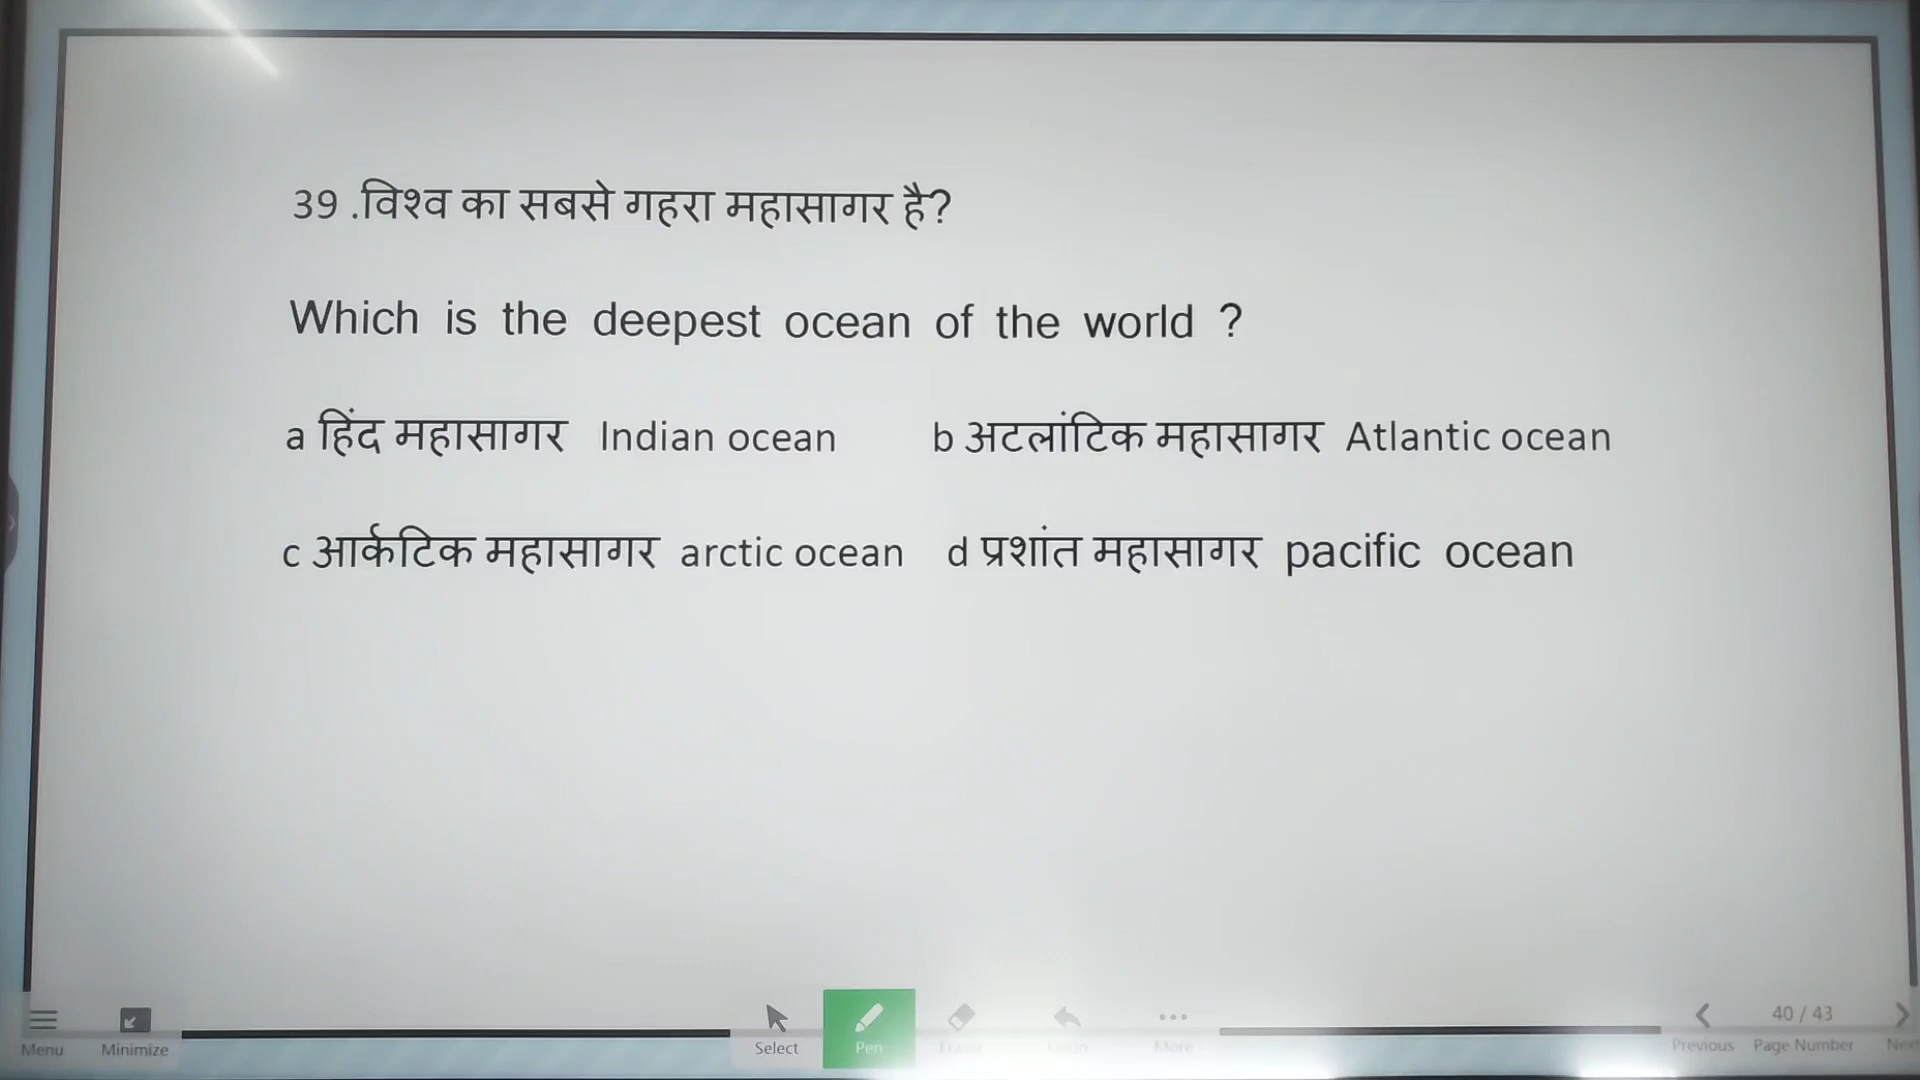 39 .विश्व का सबसे गहरा महासागर है?
Which is the deepest ocean of the world ?
a हिंद महासागर Indian ocean b अटलांटिक महासागर Atlantic ocean
c आर्कटिक महासागर arctic ocean d प्रशांत महासागर pacific ocean
40 / 43
Menu Minimize Select Pen Eraser Undo More Previous Page Number Next